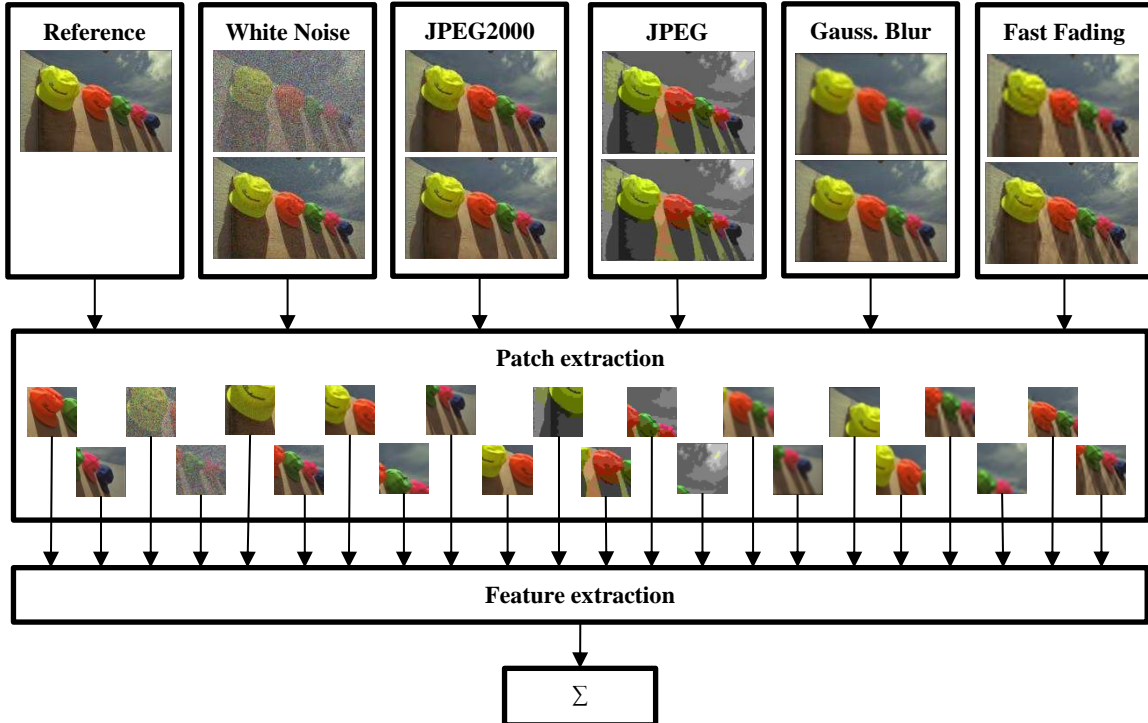 Reference
White Noise
JPEG2000
JPEG
Gauss. Blur
Fast Fading
Patch extraction
Feature extraction
Σ